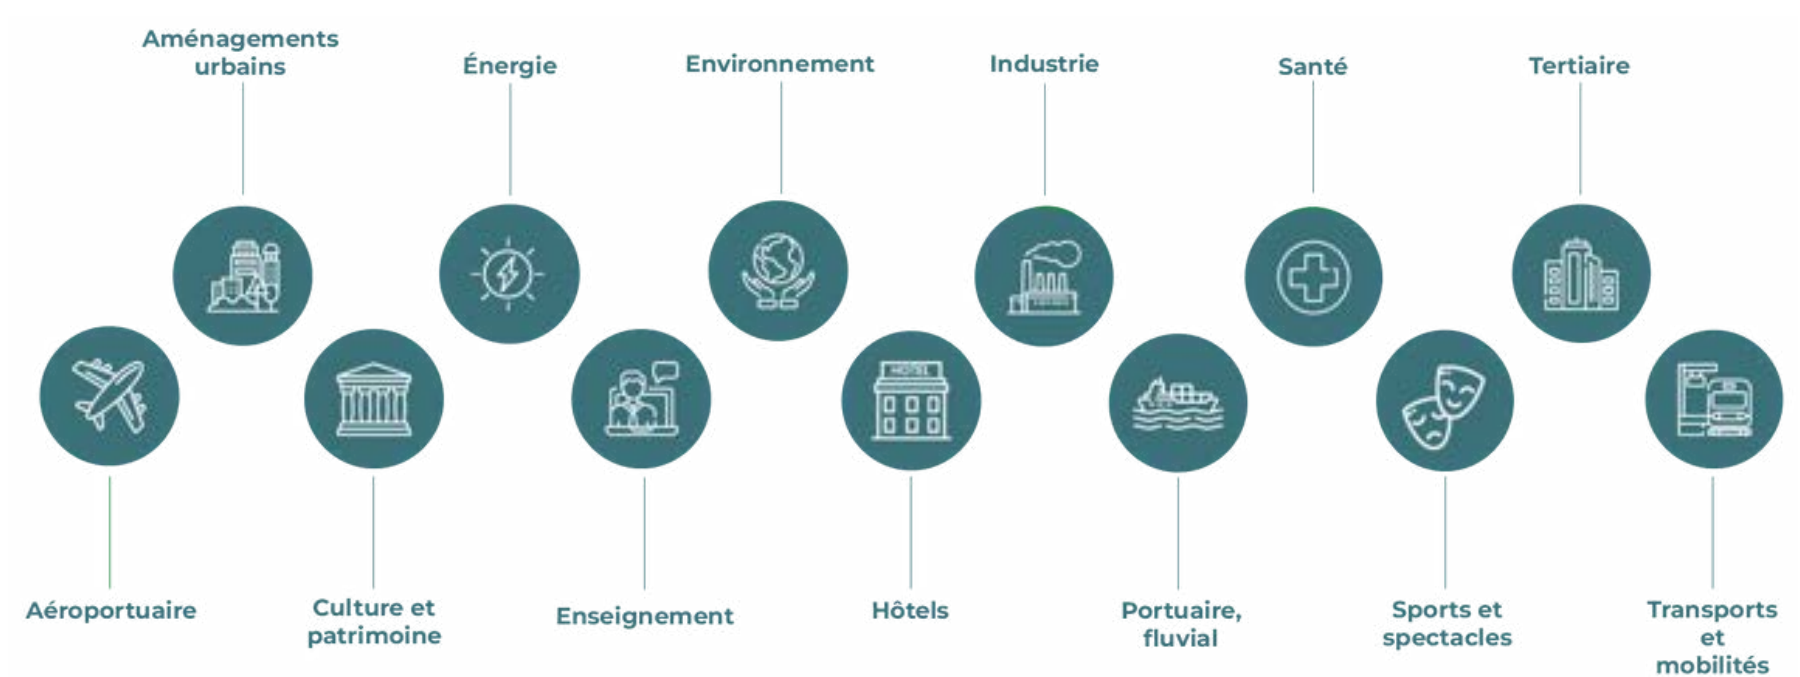 Aménagements
urbains
Énergie
Environnement
Industrie
Santé
Tertiaire
HOTEL
Aéroportuaire
Culture et
patrimoine
Enseignement
Hôtels
Portuaire,
fluvial
Sports et
spectacles
Transports
et
mobilités